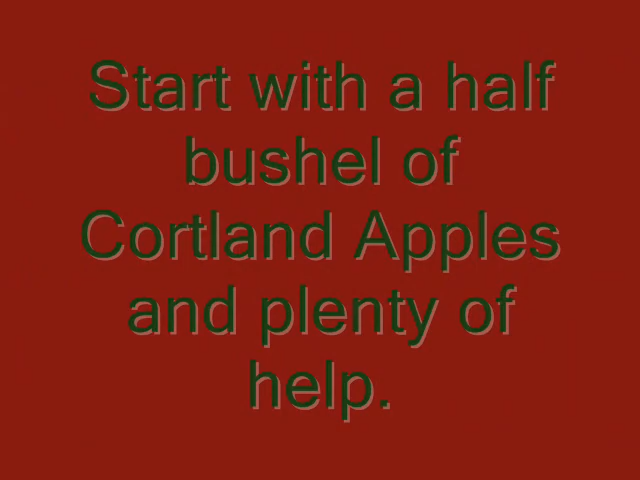 Start with a half
bushel of
Cortland Apples
and plenty of
help.